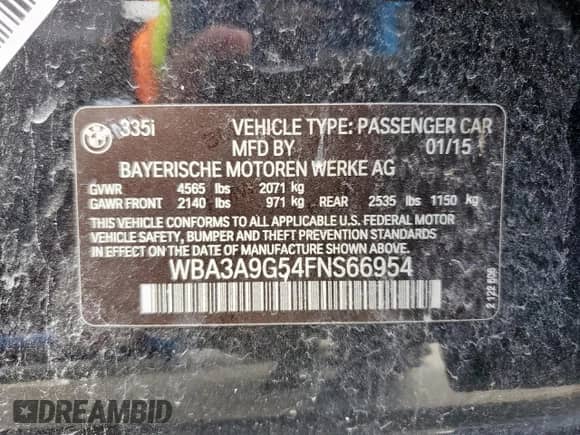 335i VEHICLE TYPE: PASSENGER CAR
MFD BY 01/15
BAYERISCHE MOTOREN WERKE AG
GVWR 4565 lbs 2071 kg
GAWR FRONT 2140 lbs 971 kg REAR 2535 lbs 1150 kg
THIS VEHICLE CONFORMS TO ALL APPLICABLE U.S. FEDERAL MOTOR
VEHICLE SAFETY, BUMPER AND THEFT PREVENTION STANDARDS
IN EFFECT ON THE DATE OF MANUFACTURE SHOWN ABOVE.
WBA3A9G54FNS66954
DREAMBID